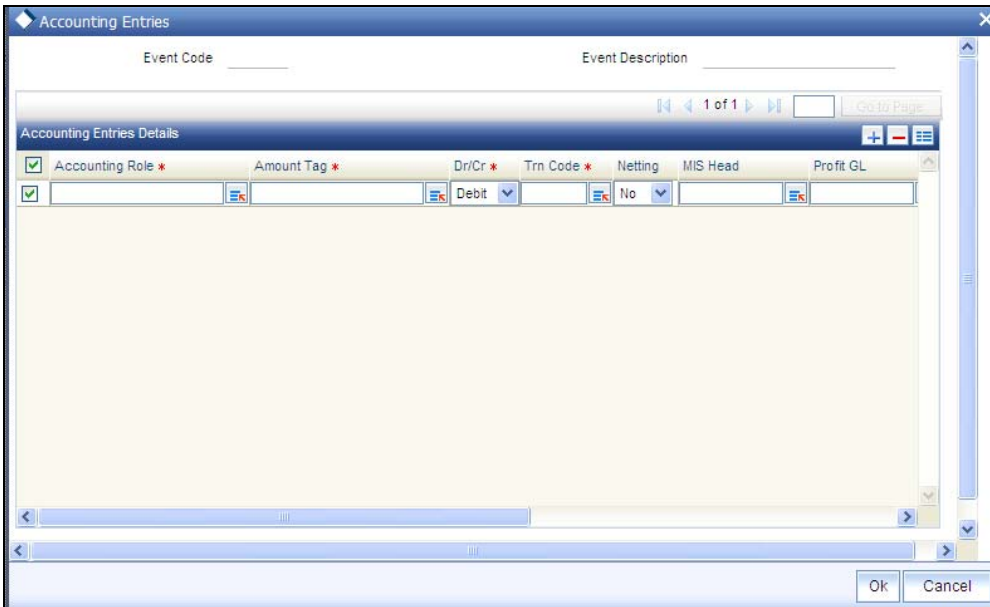 Accounting Entries
Event Code
Event Description
1 of 1
Go to Page
Accounting Entries Details
Accounting Role * Amount Tag * Dr/Cr * Trn Code * Netting MIS Head Profit GL
Debit No
Ok Cancel